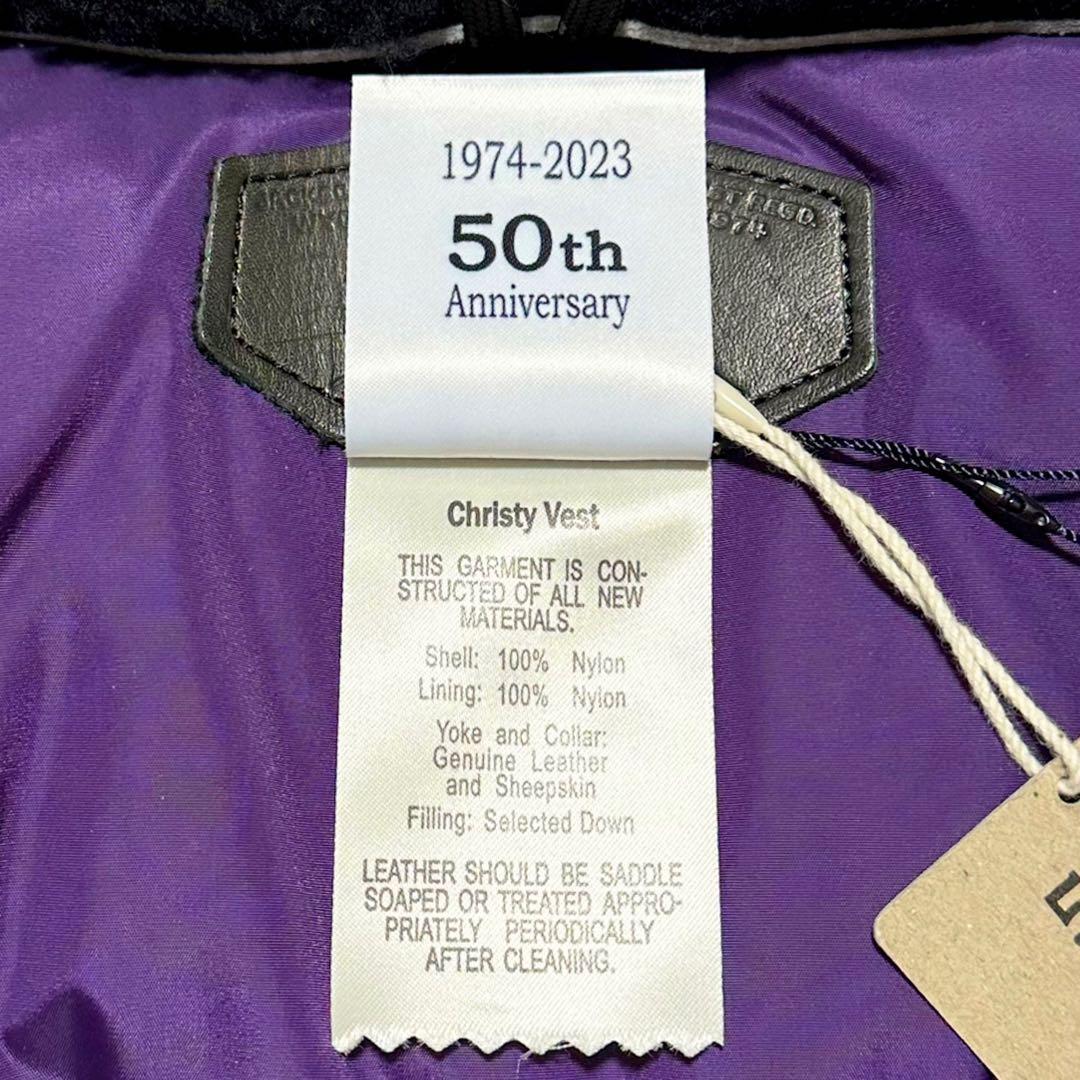 1974-2023
50th
Anniversary
REGD.
Christy Vest
THIS GARMENT IS CON-
STRUCTED OF ALL NEW
MATERIALS.
Shell: 100% Nylon
Lining: 100% Nylon
Yoke and Collar:
Genuine Leather
and Sheepskin
Filling: Selected Down
LEATHER SHOULD BE SADDLE
SOAPED OR TREATED APPRO-
PRIATELY PERIODICALLY
AFTER CLEANING.